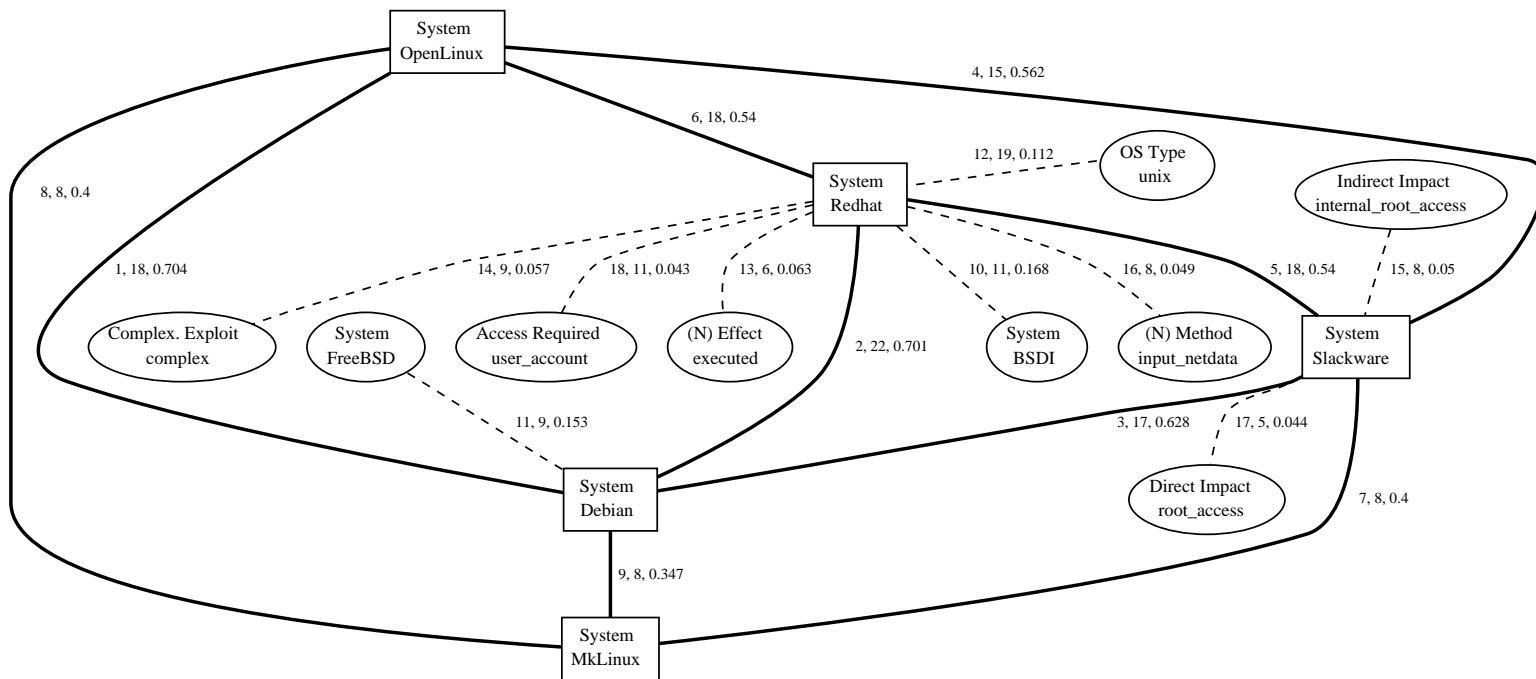 System
OpenLinux
4, 15, 0.562
6, 18, 0.54
12, 19, 0.112
OS Type
unix
System
Redhat
Indirect Impact
internal_root_access
8, 8, 0.4
1, 18, 0.704
14, 9, 0.057
18, 11, 0.043
13, 6, 0.063
10, 11, 0.168
16, 8, 0.049
5, 18, 0.54
15, 8, 0.05
Complex. Exploit
complex
System
FreeBSD
Access Required
user_account
(N) Effect
executed
2, 22, 0.701
System
BSDI
(N) Method
input_netdata
System
Slackware
11, 9, 0.153
3, 17, 0.628
17, 5, 0.044
System
Debian
Direct Impact
root_access
7, 8, 0.4
9, 8, 0.347
System
MkLinux